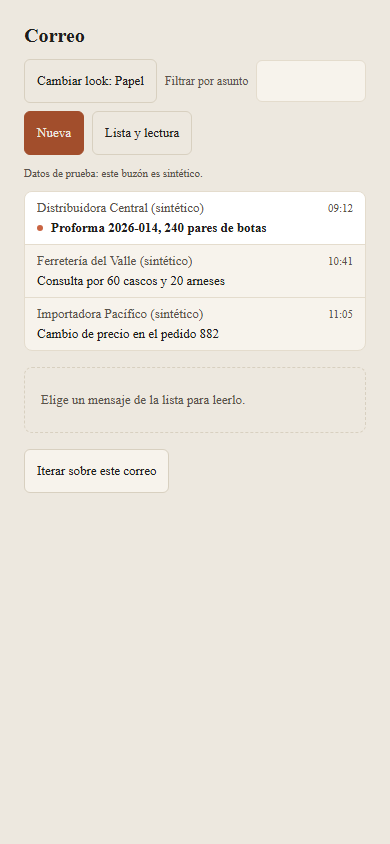 Correo
Cambiar look: Papel
Filtrar por asunto
Nueva
Lista y lectura
Datos de prueba: este buzón es sintético.
Distribuidora Central (sintético) 09:12
Proforma 2026-014, 240 pares de botas
Ferretería del Valle (sintético) 10:41
Consulta por 60 cascos y 20 arneses
Importadora Pacífico (sintético) 11:05
Cambio de precio en el pedido 882
Elige un mensaje de la lista para leerlo.
Iterar sobre este correo